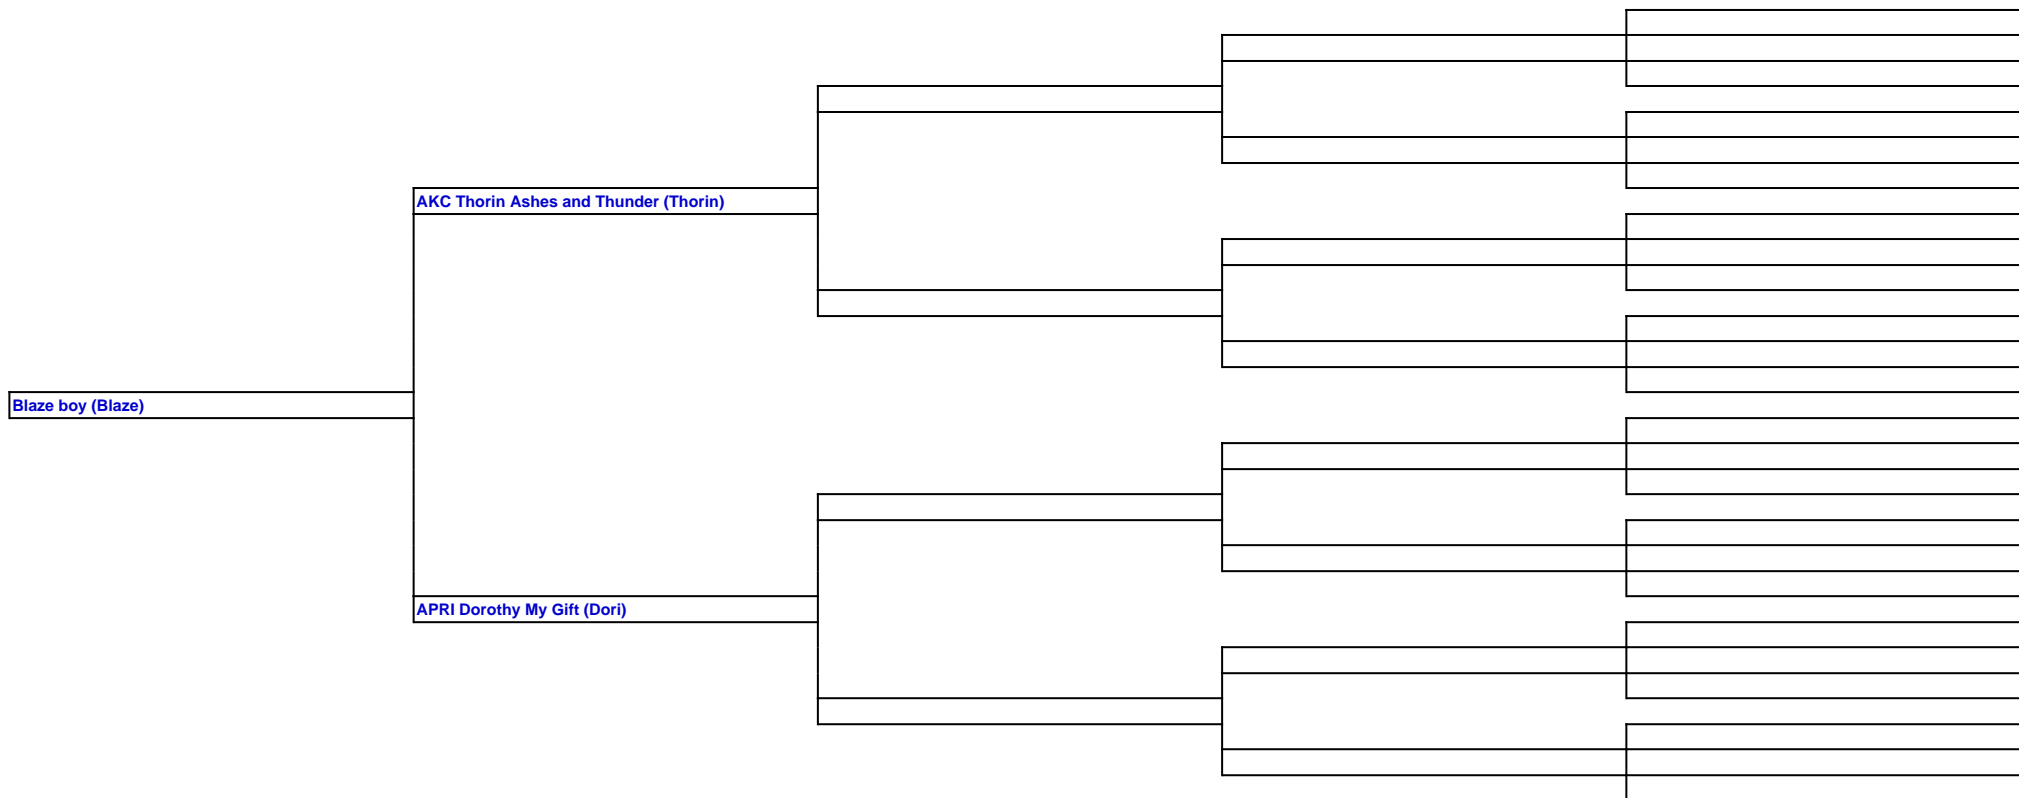 AKC Thorin Ashes and Thunder (Thorin)
Blaze boy (Blaze)
APRI Dorothy My Gift (Dori)